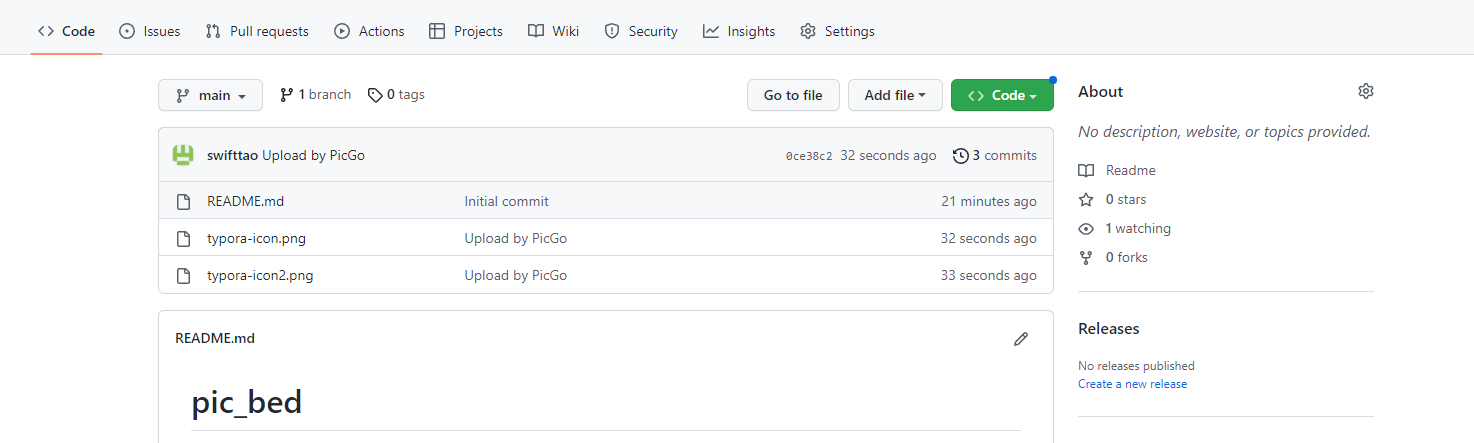 Code Issues Pull requests Actions Projects Wiki Security Insights Settings
main 1 branch 0 tags Go to file Add file Code
swifttao Upload by PicGo 0ce38c2 32 seconds ago 3 commits
README.md Initial commit 21 minutes ago
typora-icon.png Upload by PicGo 32 seconds ago
typora-icon2.png Upload by PicGo 33 seconds ago
README.md
pic_bed
About
No description, website, or topics provided.
Readme
0 stars
1 watching
0 forks
Releases
No releases published
Create a new release